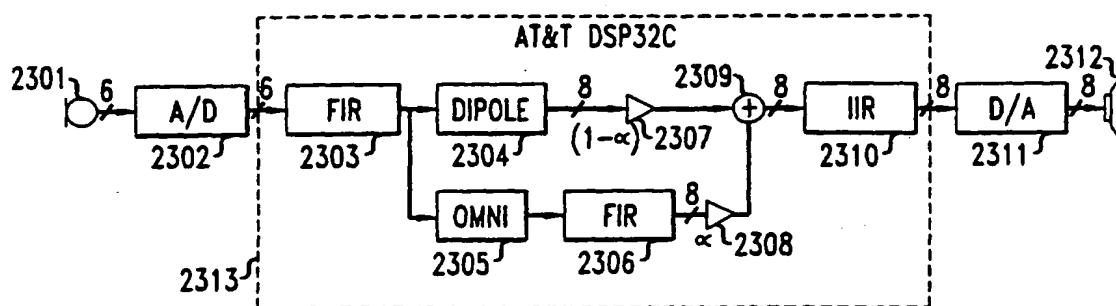 AT&T DSP32C
2301
6
A/D
2302
6
FIR
2303
DIPOLE
2304
8
(1-α)
2307
2309
+
8
IIR
2310
8
D/A
2311
8
2312
OMNI
2305
FIR
2306
8
α
2308
2313